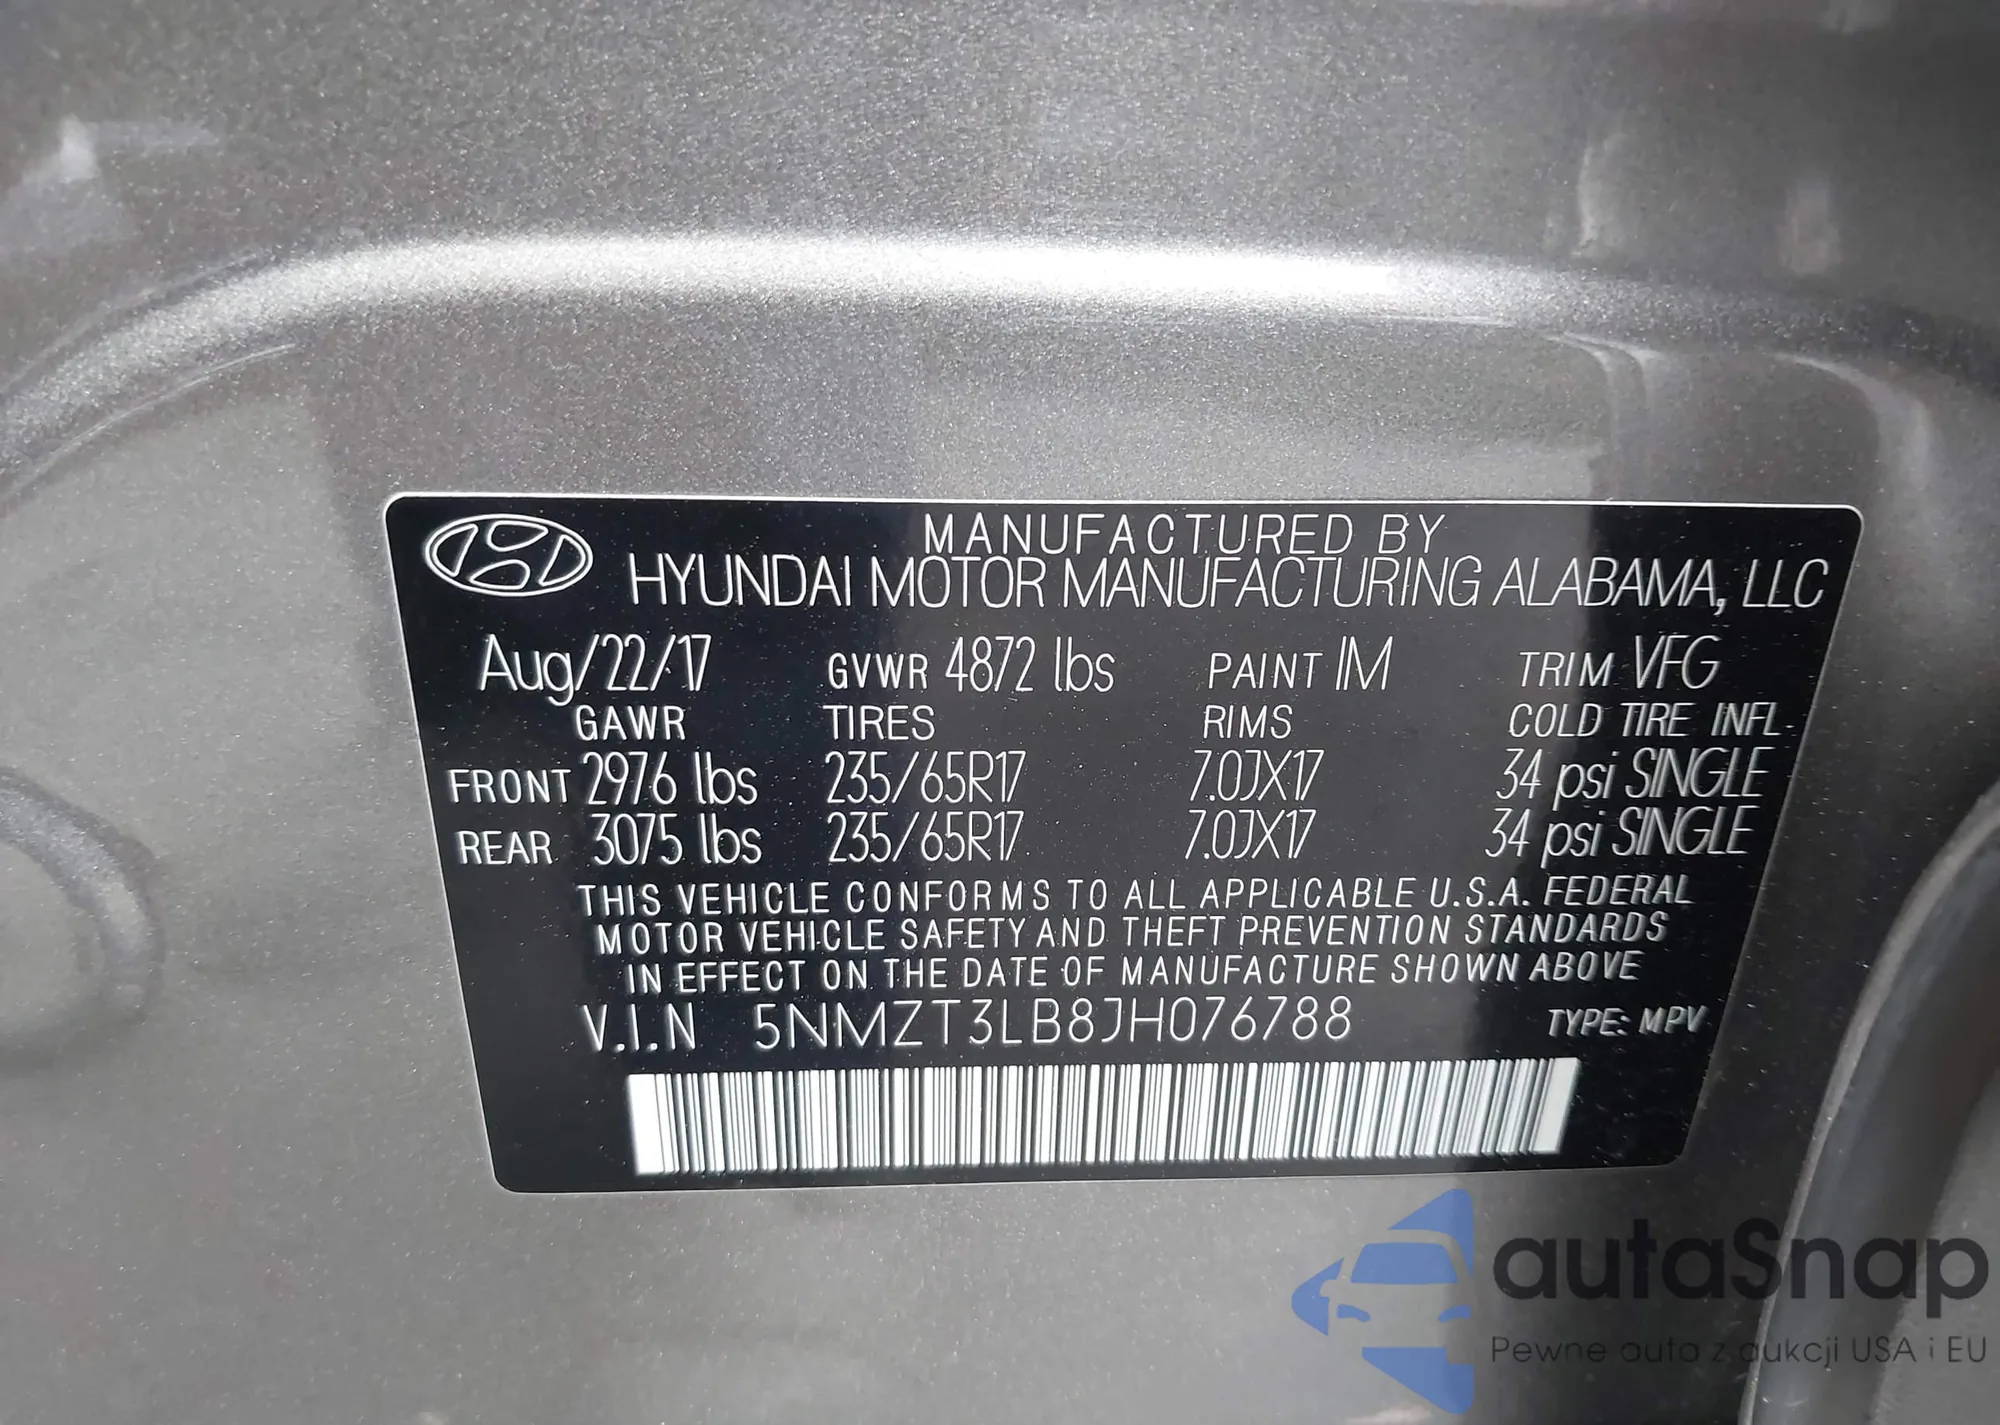 MANUFACTURED BY
HYUNDAI MOTOR MANUFACTURING ALABAMA, LLC
Aug/22/17 GVWR 4872 lbs PAINT IM TRIM VFG
GAWR TIRES RIMS COLD TIRE INFL.
FRONT 2976 lbs 235/65R17 7.0JX17 34 psi SINGLE
REAR 3075 lbs 235/65R17 7.0JX17 34 psi SINGLE
THIS VEHICLE CONFORMS TO ALL APPLICABLE U.S.A. FEDERAL
MOTOR VEHICLE SAFETY AND THEFT PREVENTION STANDARDS
IN EFFECT ON THE DATE OF MANUFACTURE SHOWN ABOVE
V.I.N 5NMZT3LB8JH076788 TYPE: MPV
autaSnap
Pewne auta z aukcji USA i EU